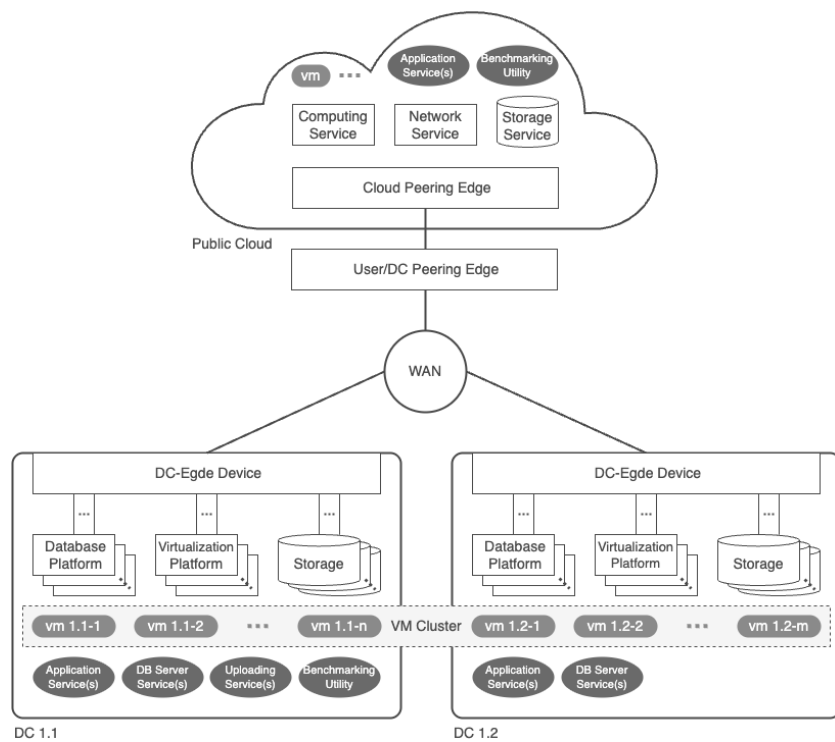 vm
Application
Service(s)
Benchmarking
Utility
Computing
Service
Network
Service
Storage
Service
Cloud Peering Edge
Public Cloud
User/DC Peering Edge
WAN
DC-Egde Device
...
...
...
Database
Platform
Virtualization
Platform
Storage
DC-Egde Device
...
...
...
Database
Platform
Virtualization
Platform
Storage
vm 1.1-1
vm 1.1-2
...
vm 1.1-n
VM Cluster
vm 1.2-1
vm 1.2-2
...
vm 1.2-m
Application
Service(s)
DB Server
Service(s)
Uploading
Service(s)
Benchmarking
Utility
Application
Service(s)
DB Server
Service(s)
DC 1.1
DC 1.2